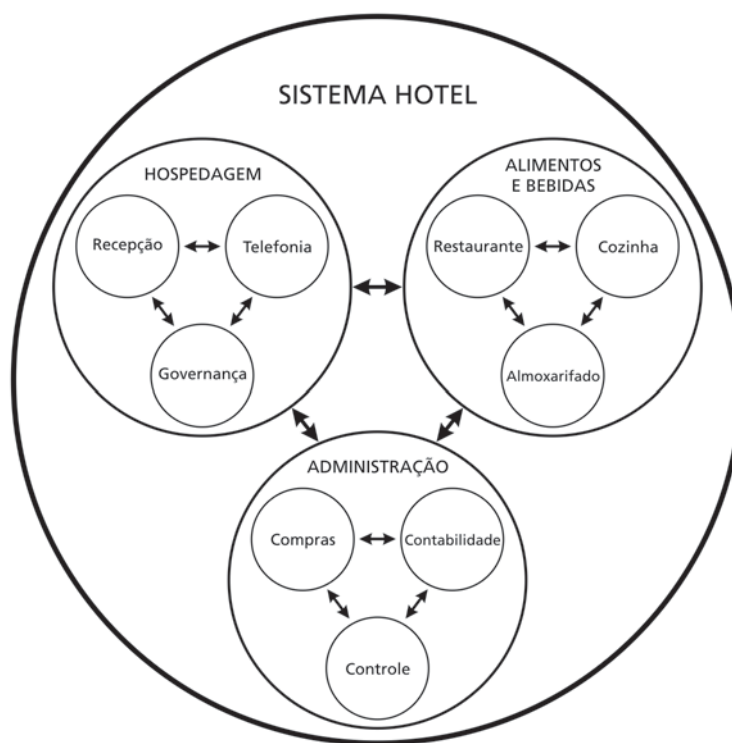 SISTEMA HOTEL
HOSPEDAGEM
Recepção
Telefonia
Governança
ALIMENTOS
E BEBIDAS
Restaurante
Cozinha
Almoxarifado
ADMINISTRAÇÃO
Compras
Contabilidade
Controle